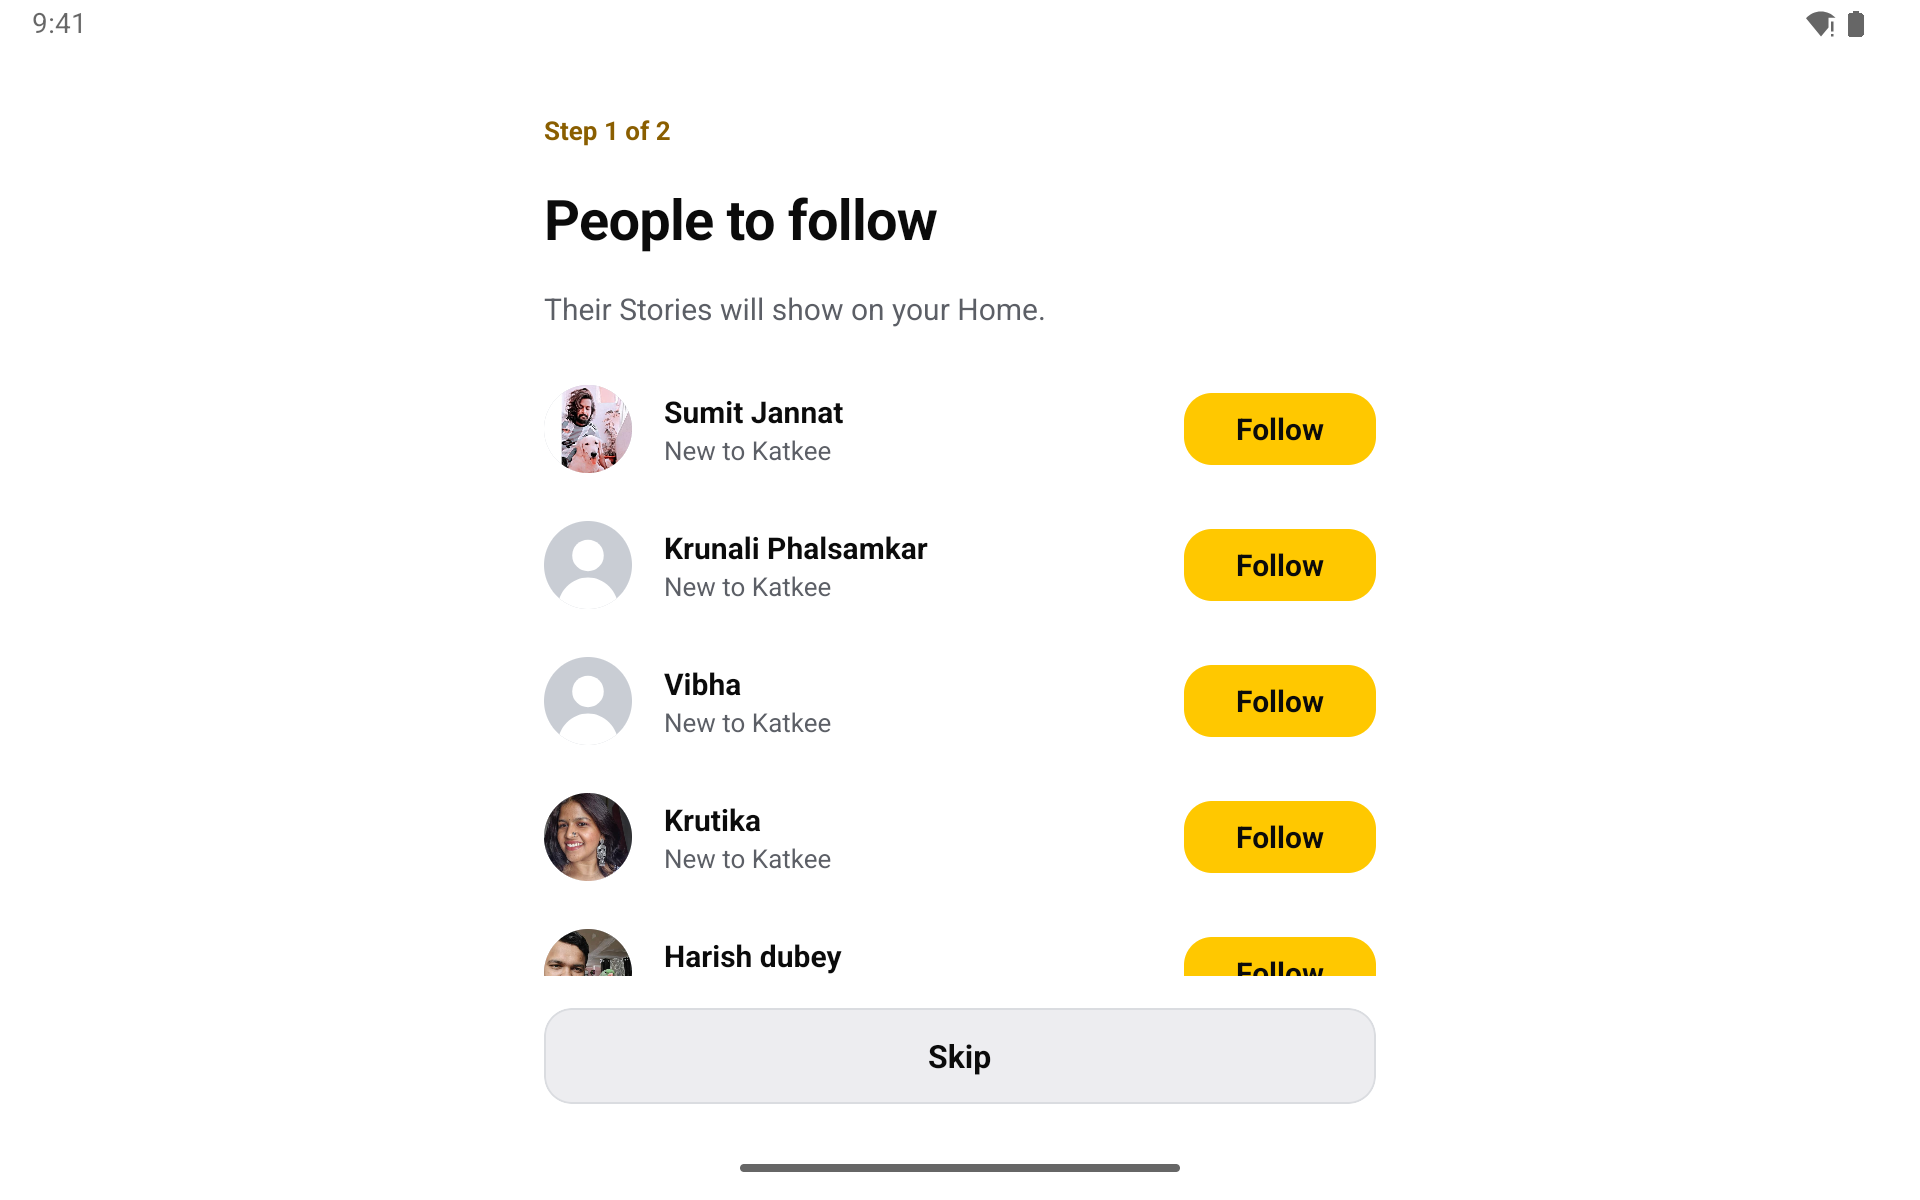 9:41
Step 1 of 2
People to follow
Their Stories will show on your Home.
Sumit Jannat
New to Katkee
Follow
Krunali Phalsamkar
New to Katkee
Follow
Vibha
New to Katkee
Follow
Krutika
New to Katkee
Follow
Harish dubey
Follow
Skip